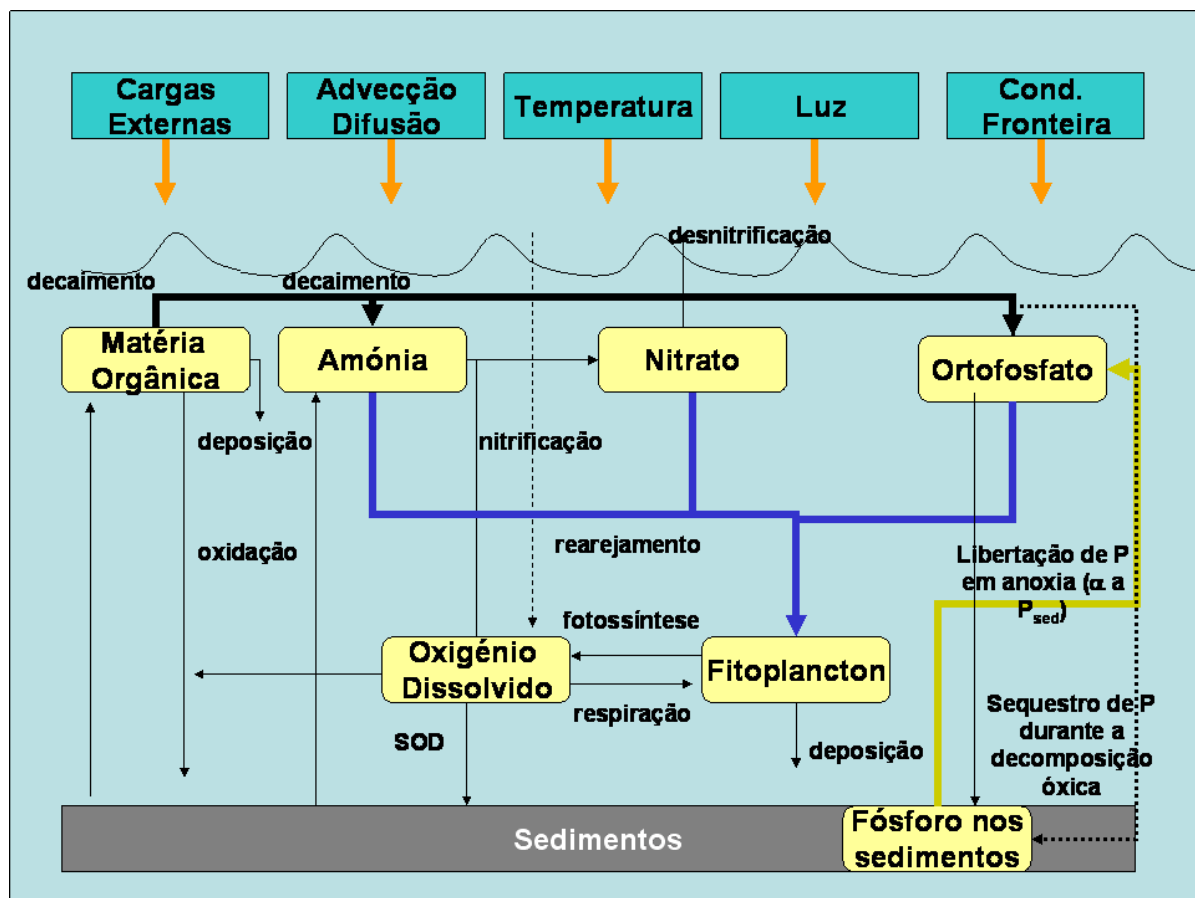 Cargas
Externas
Advecção
Difusão
Temperatura
Luz
Cond.
Fronteira
desnitrificação
decaimento
decaimento
Matéria
Orgânica
Amónia
Nitrato
Ortofosfato
deposição
nitrificação
oxidação
rearejamento
Libertação de P
em anoxia (α a
Psed)
fotossíntese
Oxigénio
Dissolvido
Fitoplancton
respiração
SOD
deposição
Sequestro de P
durante a
decomposição
óxica
Sedimentos
Fósforo nos
sedimentos